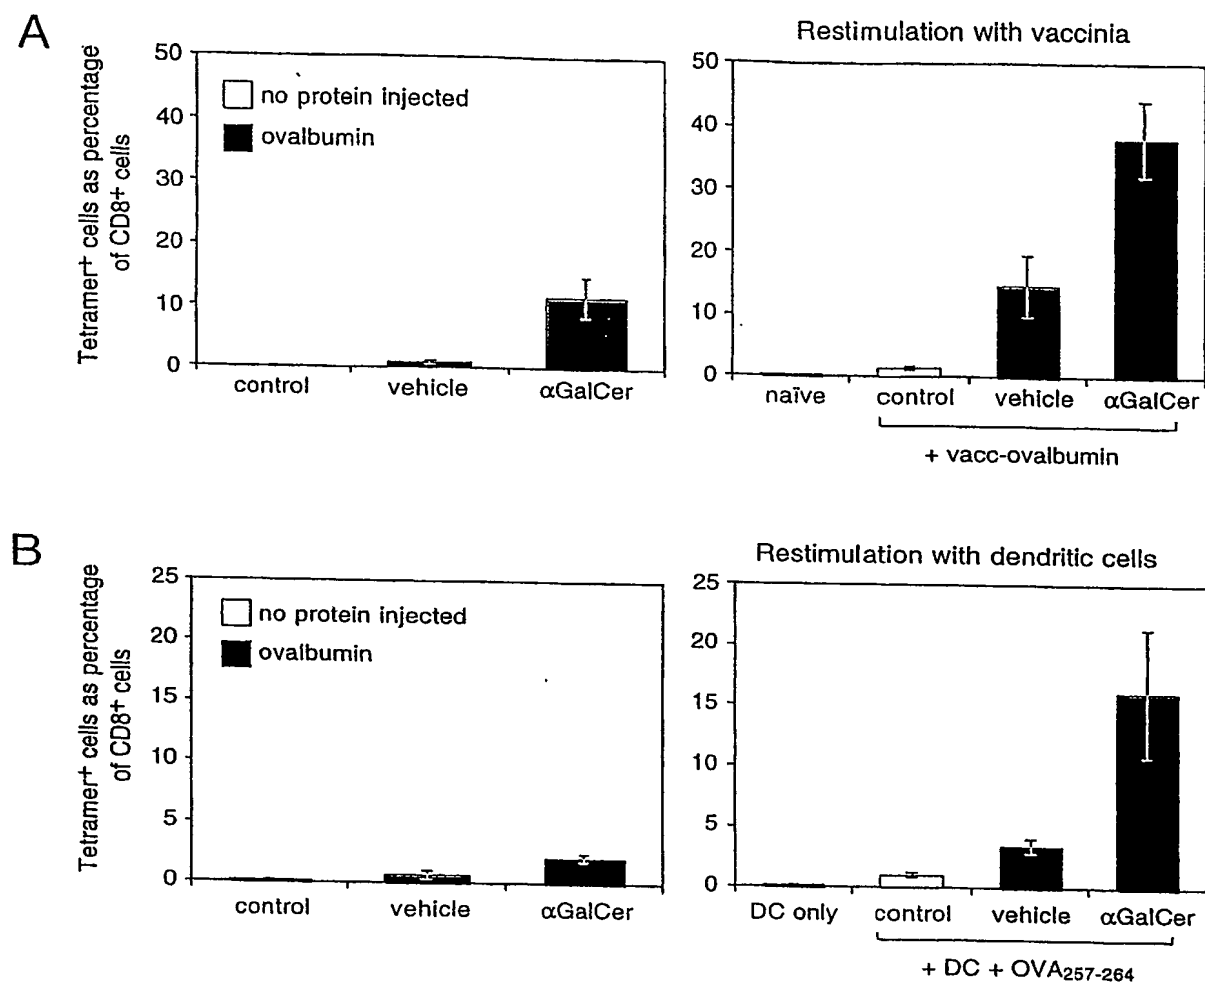 A
Tetramer+ cells as percentage
of CD8+ cells
50
40
30
20
10
0
no protein injected
ovalbumin
control vehicle αGalCer
Restimulation with vaccinia
50
40
30
20
10
0
naïve control vehicle αGalCer
+ vacc-ovalbumin
B
Tetramer+ cells as percentage
of CD8+ cells
25
20
15
10
5
0
no protein injected
ovalbumin
control vehicle αGalCer
Restimulation with dendritic cells
25
20
15
10
5
0
DC only control vehicle αGalCer
+ DC + OVA257-264